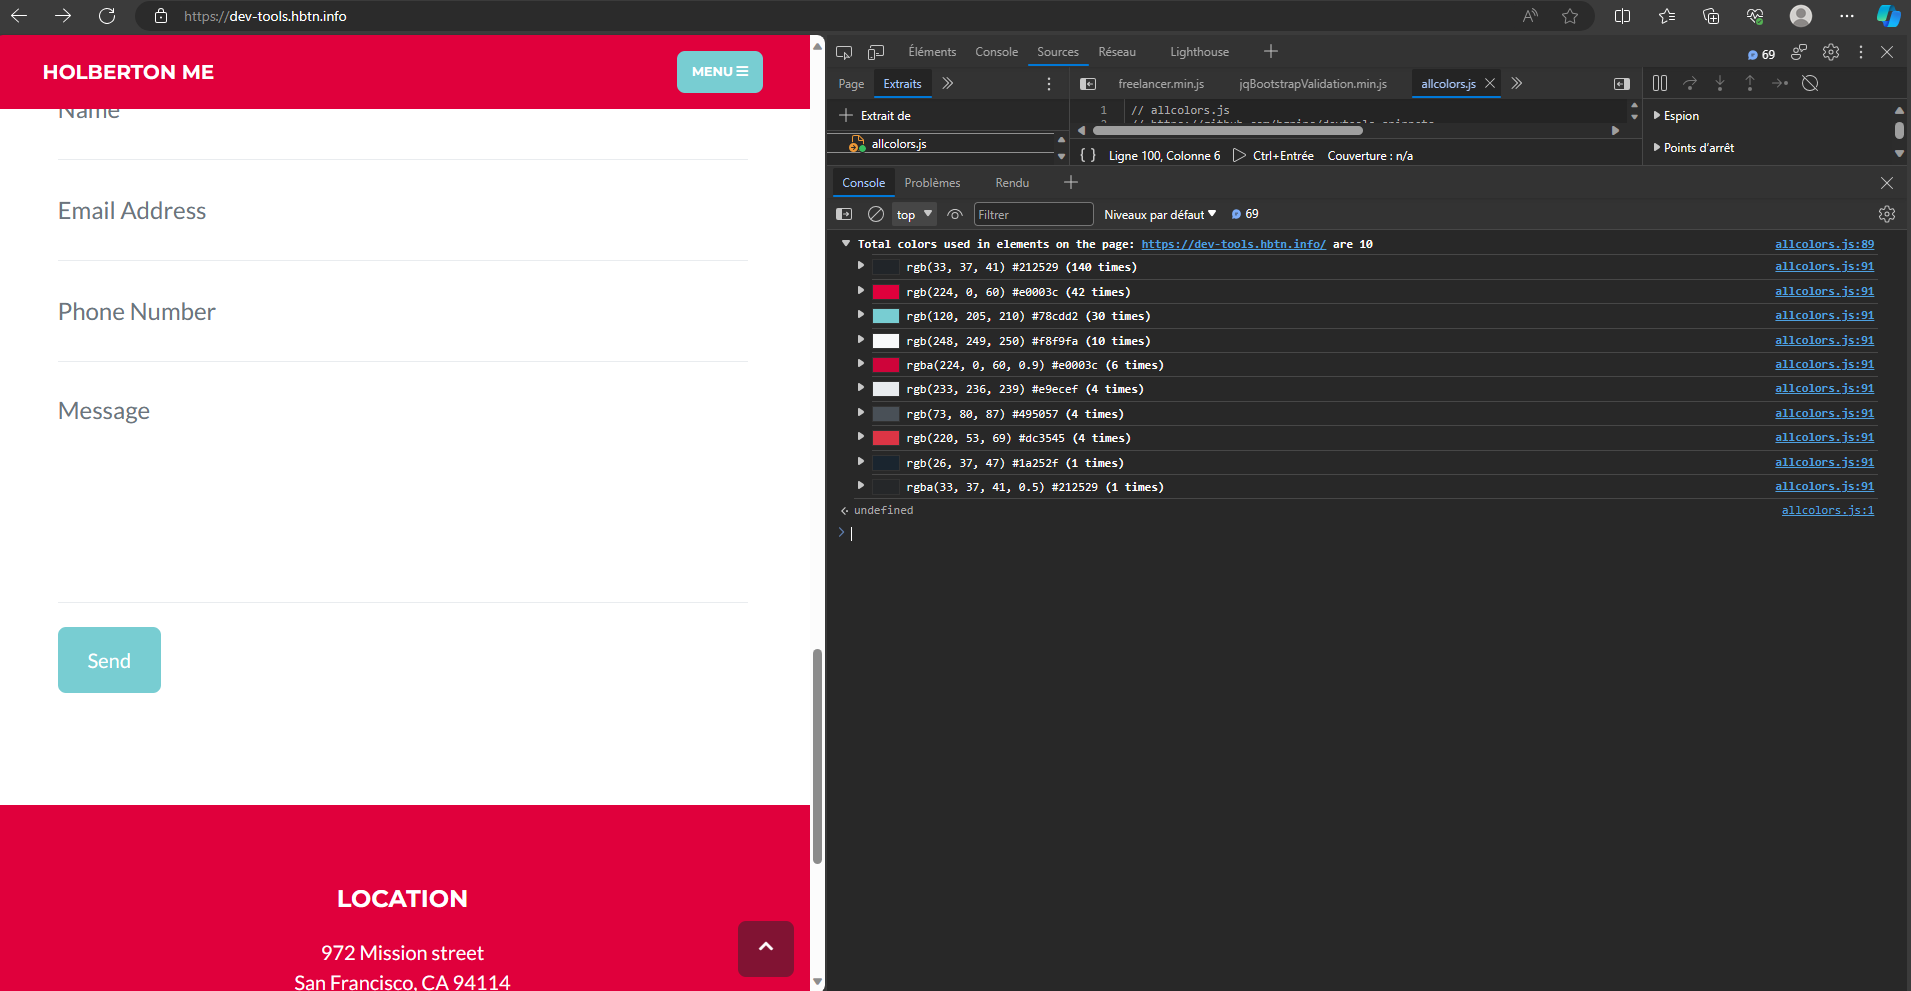 https://dev-tools.hbtn.info
HOLBERTON ME
MENU
Name
Email Address
Phone Number
Message
Send
LOCATION
972 Mission street
San Francisco, CA 94114
Éléments Console Sources Réseau Lighthouse 69
Page Extraits freelancer.min.js jqBootstrapValidation.min.js allcolors.js
Extrait de
allcolors.js
1 // allcolors.js
{ } Ligne 100, Colonne 6 Ctrl+Entrée Couverture : n/a
Espion
Points d'arrêt
Console Problèmes Rendu
top Filtrer Niveaux par défaut 69
Total colors used in elements on the page: https://dev-tools.hbtn.info/ are 10 allcolors.js:89
rgb(33, 37, 41) #212529 (140 times) allcolors.js:91
rgb(224, 0, 60) #e0003c (42 times) allcolors.js:91
rgb(120, 205, 210) #78cdd2 (30 times) allcolors.js:91
rgb(248, 249, 250) #f8f9fa (10 times) allcolors.js:91
rgba(224, 0, 60, 0.9) #e0003c (6 times) allcolors.js:91
rgb(233, 236, 239) #e9ecef (4 times) allcolors.js:91
rgb(73, 80, 87) #495057 (4 times) allcolors.js:91
rgb(220, 53, 69) #dc3545 (4 times) allcolors.js:91
rgb(26, 37, 47) #1a252f (1 times) allcolors.js:91
rgba(33, 37, 41, 0.5) #212529 (1 times) allcolors.js:91
undefined allcolors.js:1